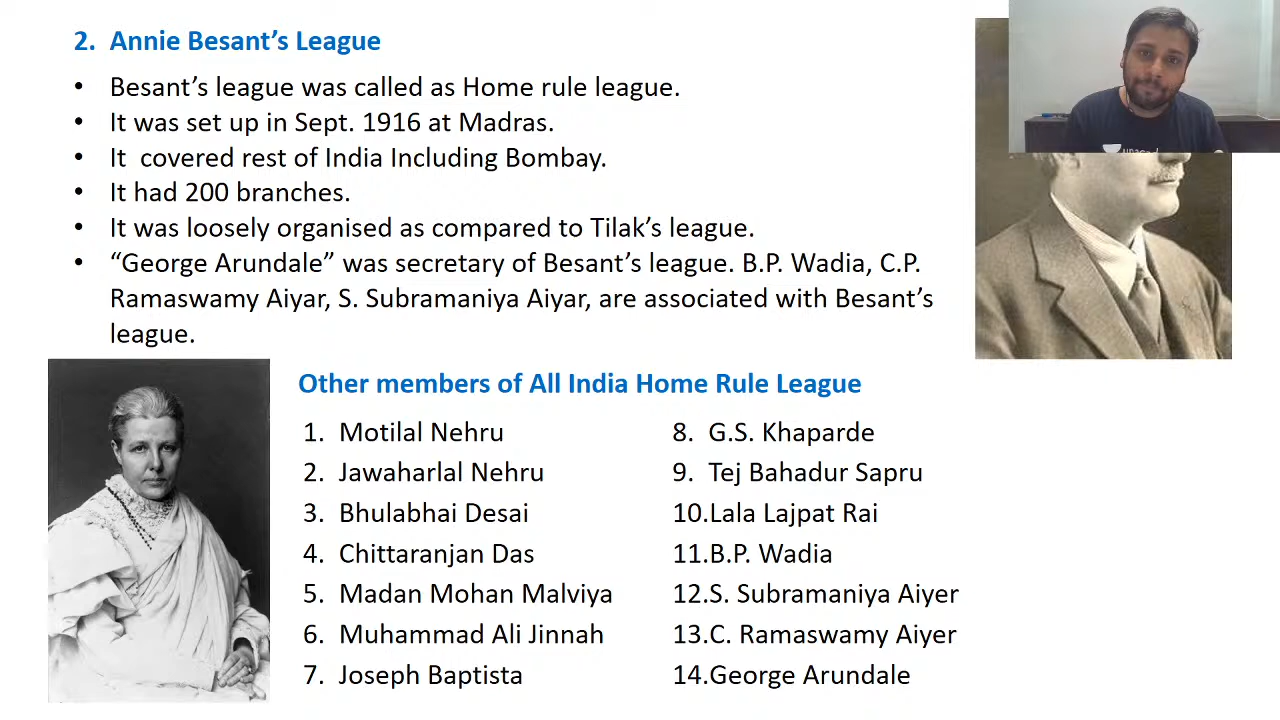 2. Annie Besant’s League
• Besant’s league was called as Home rule league.
• It was set up in Sept. 1916 at Madras.
• It covered rest of India Including Bombay.
• It had 200 branches.
• It was loosely organised as compared to Tilak’s league.
• “George Arundale” was secretary of Besant’s league. B.P. Wadia, C.P.
Ramaswamy Aiyar, S. Subramaniya Aiyar, are associated with Besant’s
league.
Other members of All India Home Rule League
1. Motilal Nehru
2. Jawaharlal Nehru
3. Bhulabhai Desai
4. Chittaranjan Das
5. Madan Mohan Malviya
6. Muhammad Ali Jinnah
7. Joseph Baptista
8. G.S. Khaparde
9. Tej Bahadur Sapru
10.Lala Lajpat Rai
11.B.P. Wadia
12.S. Subramaniya Aiyer
13.C. Ramaswamy Aiyer
14.George Arundale